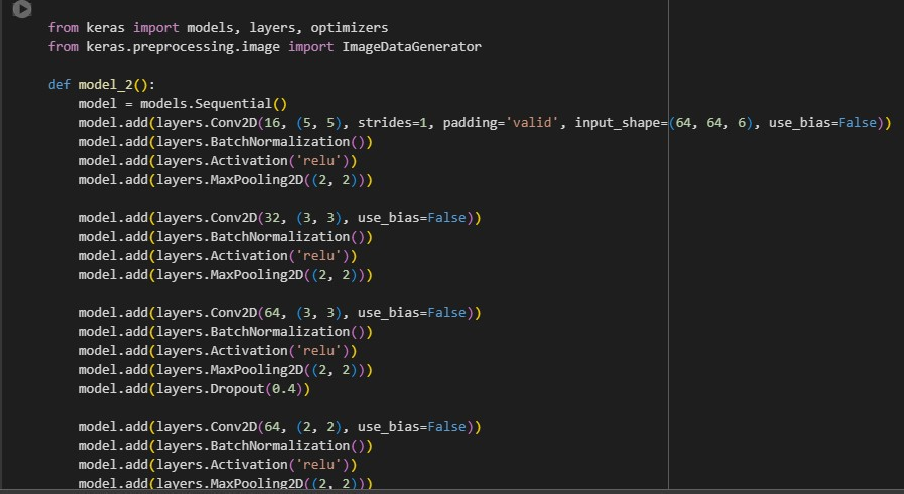 from keras import models, layers, optimizers
from keras.preprocessing.image import ImageDataGenerator
def model_2():
model = models.Sequential()
model.add(layers.Conv2D(16, (5, 5), strides=1, padding='valid', input_shape=(64, 64, 6), use_bias=False))
model.add(layers.BatchNormalization())
model.add(layers.Activation('relu'))
model.add(layers.MaxPooling2D((2, 2)))
model.add(layers.Conv2D(32, (3, 3), use_bias=False))
model.add(layers.BatchNormalization())
model.add(layers.Activation('relu'))
model.add(layers.MaxPooling2D((2, 2)))
model.add(layers.Conv2D(64, (3, 3), use_bias=False))
model.add(layers.BatchNormalization())
model.add(layers.Activation('relu'))
model.add(layers.MaxPooling2D((2, 2)))
model.add(layers.Dropout(0.4))
model.add(layers.Conv2D(64, (2, 2), use_bias=False))
model.add(layers.BatchNormalization())
model.add(layers.Activation('relu'))
model.add(layers.MaxPooling2D((2, 2)))